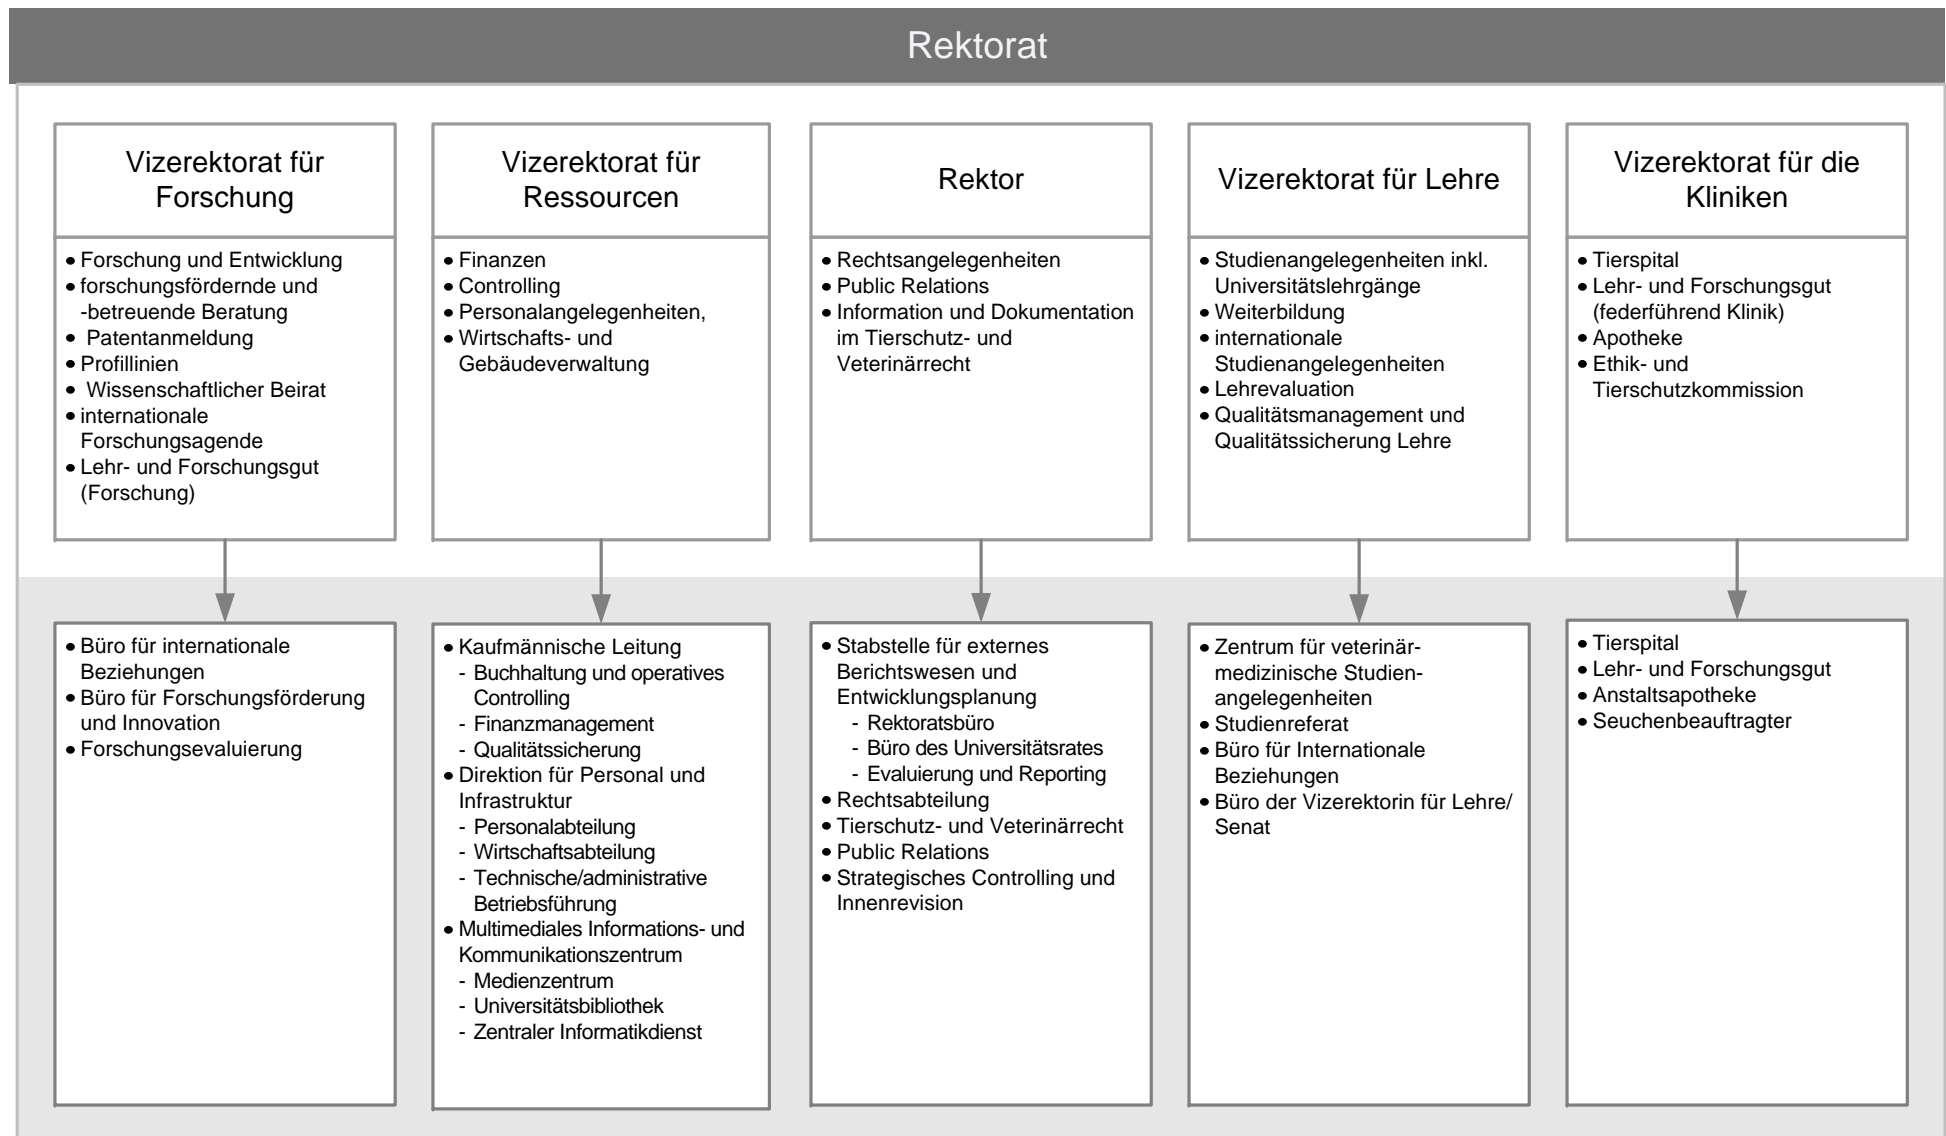 Rektorat
Vizerektorat für
Forschung
• Forschung und Entwicklung
• forschungsfördernde und
-betreuende Beratung
• Patentanmeldung
• Profillinien
• Wissenschaftlicher Beirat
• internationale
Forschungsagende
• Lehr- und Forschungsgut
(Forschung)
• Büro für internationale
Beziehungen
• Büro für Forschungsförderung
und Innovation
• Forschungsevaluierung
Vizerektorat für
Ressourcen
• Finanzen
• Controlling
• Personalangelegenheiten,
• Wirtschafts- und
Gebäudeverwaltung
• Kaufmännische Leitung
- Buchhaltung und operatives
Controlling
- Finanzmanagement
- Qualitätssicherung
• Direktion für Personal und
Infrastruktur
- Personalabteilung
- Wirtschaftsabteilung
- Technische/administrative
Betriebsführung
• Multimediales Informations- und
Kommunikationszentrum
- Medienzentrum
- Universitätsbibliothek
- Zentraler Informatikdienst
Rektor
• Rechtsangelegenheiten
• Public Relations
• Information und Dokumentation
im Tierschutz- und
Veterinärrecht
• Stabstelle für externes
Berichtswesen und
Entwicklungsplanung
- Rektoratsbüro
- Büro des Universitätsrates
- Evaluierung und Reporting
• Rechtsabteilung
• Tierschutz- und Veterinärrecht
• Public Relations
• Strategisches Controlling und
Innenrevision
Vizerektorat für Lehre
• Studienangelegenheiten inkl.
Universitätslehrgänge
• Weiterbildung
• internationale
Studienangelegenheiten
• Lehrevaluation
• Qualitätsmanagement und
Qualitätssicherung Lehre
• Zentrum für veterinär-
medizinische Studien-
angelegenheiten
• Studienreferat
• Büro für Internationale
Beziehungen
• Büro der Vizerektorin für Lehre/
Senat
Vizerektorat für die
Kliniken
• Tierspital
• Lehr- und Forschungsgut
(federführend Klinik)
• Apotheke
• Ethik- und
Tierschutzkommission
• Tierspital
• Lehr- und Forschungsgut
• Anstaltsapotheke
• Seuchenbeauftragter